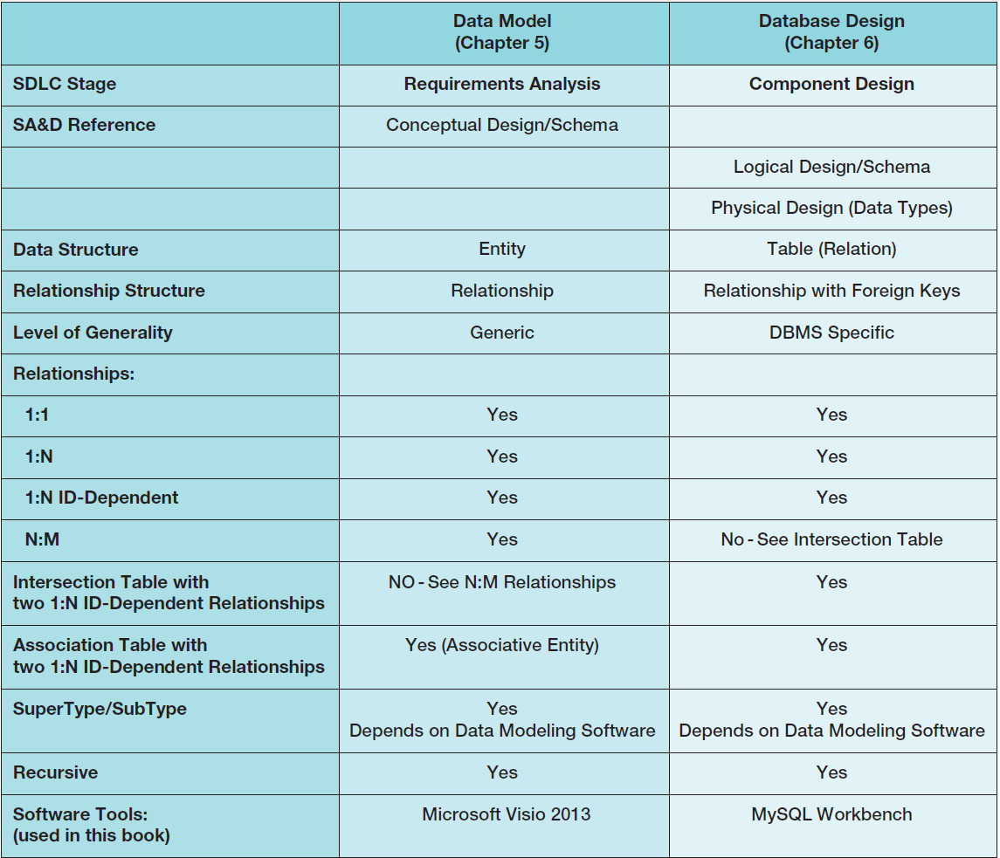 Data Model
(Chapter 5)
Database Design
(Chapter 6)
SDLC Stage
Requirements Analysis
Component Design
SA&D Reference
Conceptual Design/Schema
Logical Design/Schema
Physical Design (Data Types)
Data Structure
Entity
Table (Relation)
Relationship Structure
Relationship
Relationship with Foreign Keys
Level of Generality
Generic
DBMS Specific
Relationships:
1:1
Yes
Yes
1:N
Yes
Yes
1:N ID-Dependent
Yes
Yes
N:M
Yes
No - See Intersection Table
Intersection Table with
two 1:N ID-Dependent Relationships
NO - See N:M Relationships
Yes
Association Table with
two 1:N ID-Dependent Relationships
Yes (Associative Entity)
Yes
SuperType/SubType
Yes
Depends on Data Modeling Software
Yes
Depends on Data Modeling Software
Recursive
Yes
Yes
Software Tools:
(used in this book)
Microsoft Visio 2013
MySQL Workbench